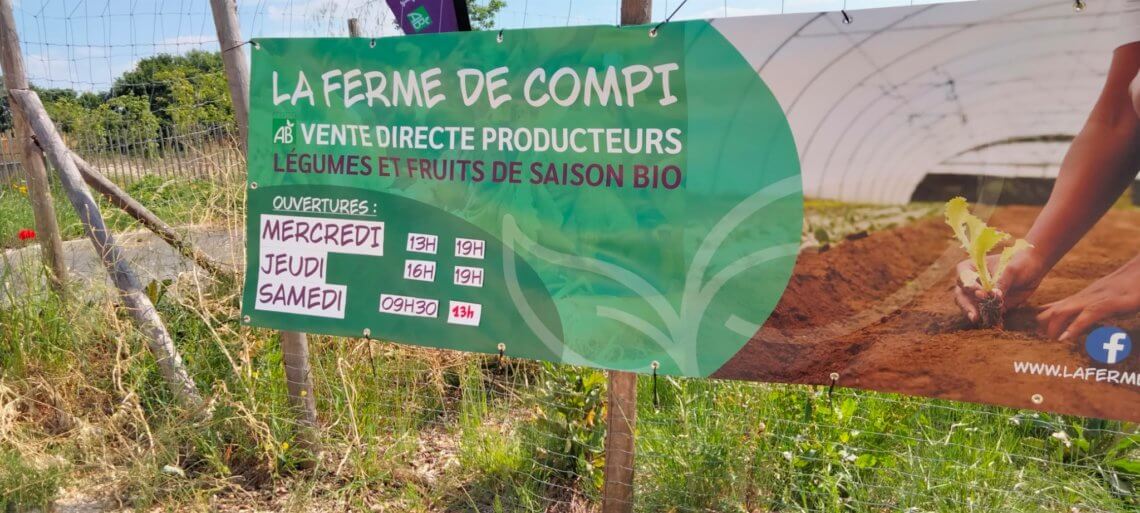 LA FERME DE COMPI
AB VENTE DIRECTE PRODUCTEURS
LÉGUMES ET FRUITS DE SAISON BIO
OUVERTURES :
MERCREDI 13H 19H
JEUDI 16H 19H
SAMEDI 09H30 13h
f
WWW.LAFERME